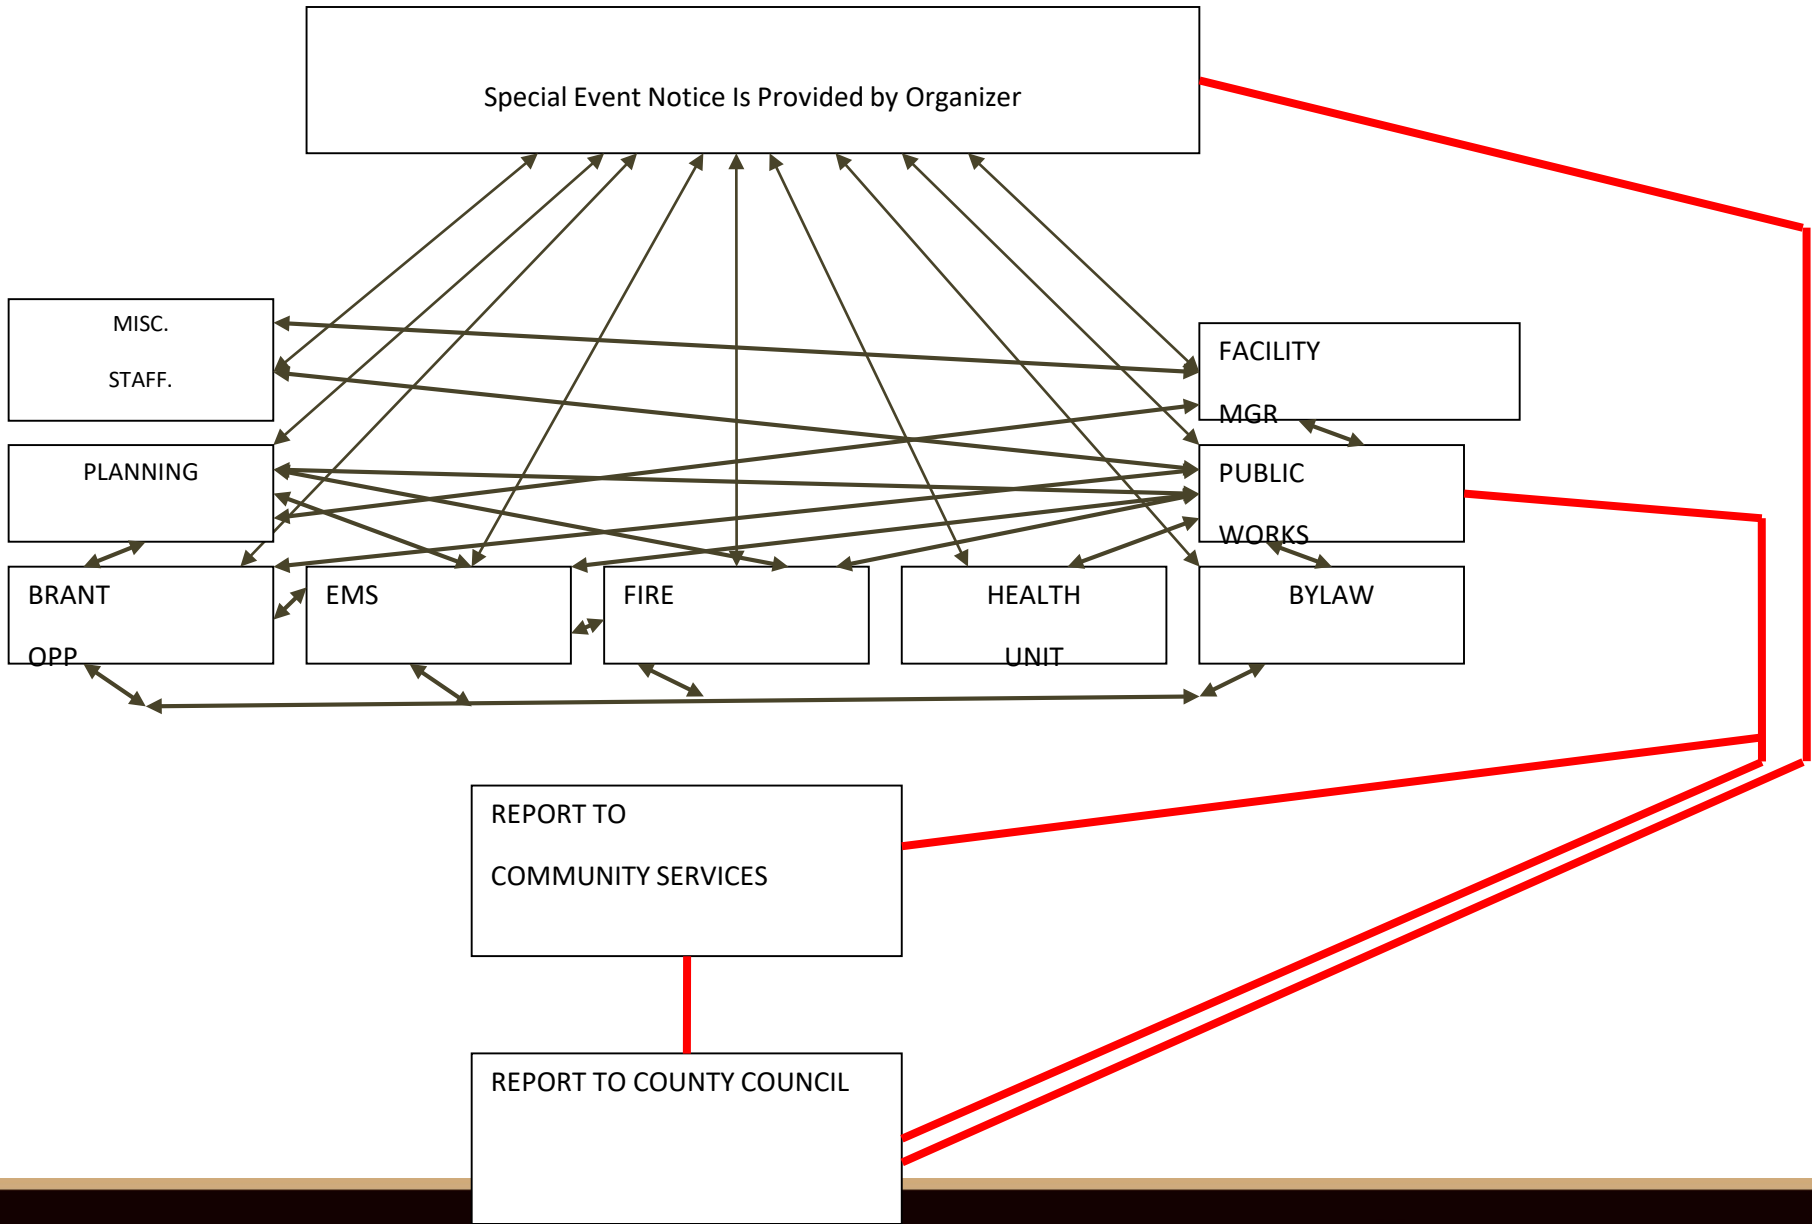 Special Event Notice Is Provided by Organizer
MISC.
STAFF.
FACILITY
MGR
PLANNING
PUBLIC
WORKS
BRANT
OPP
EMS
FIRE
HEALTH
UNIT
BYLAW
REPORT TO
COMMUNITY SERVICES
REPORT TO COUNTY COUNCIL